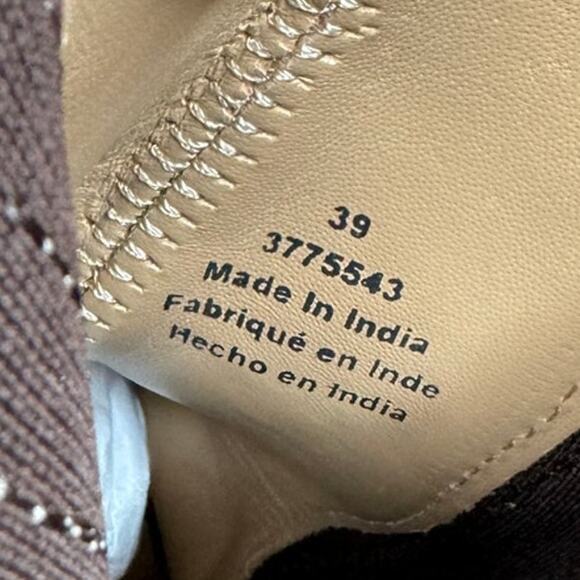 39
3775543
Made In India
Fabriqué en Inde
Hecho en India